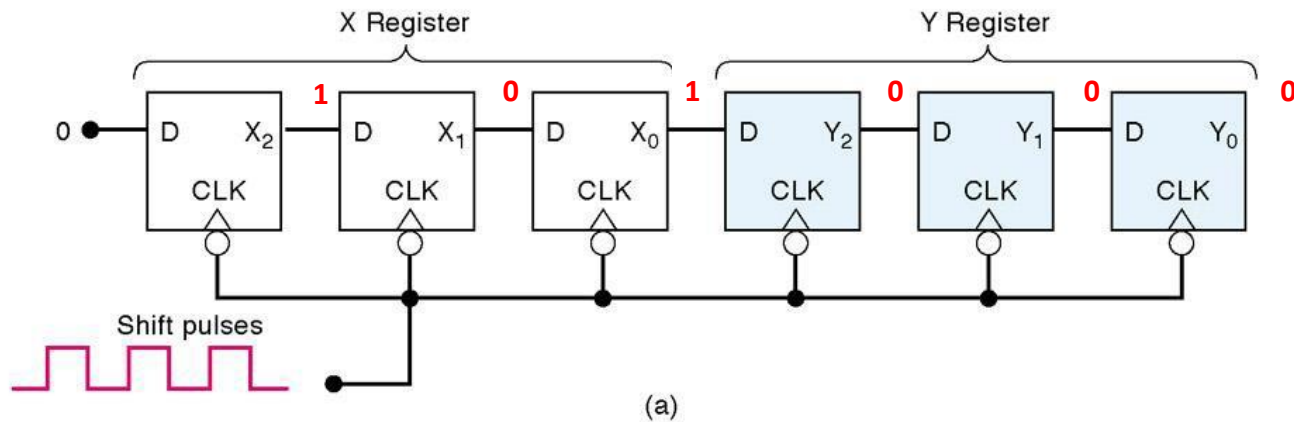 X Register Y Register
1 0 1 0 0 0
0 D X2 D X1 D X0 D Y2 D Y1 D Y0
CLK CLK CLK CLK CLK CLK
Shift pulses
(a)